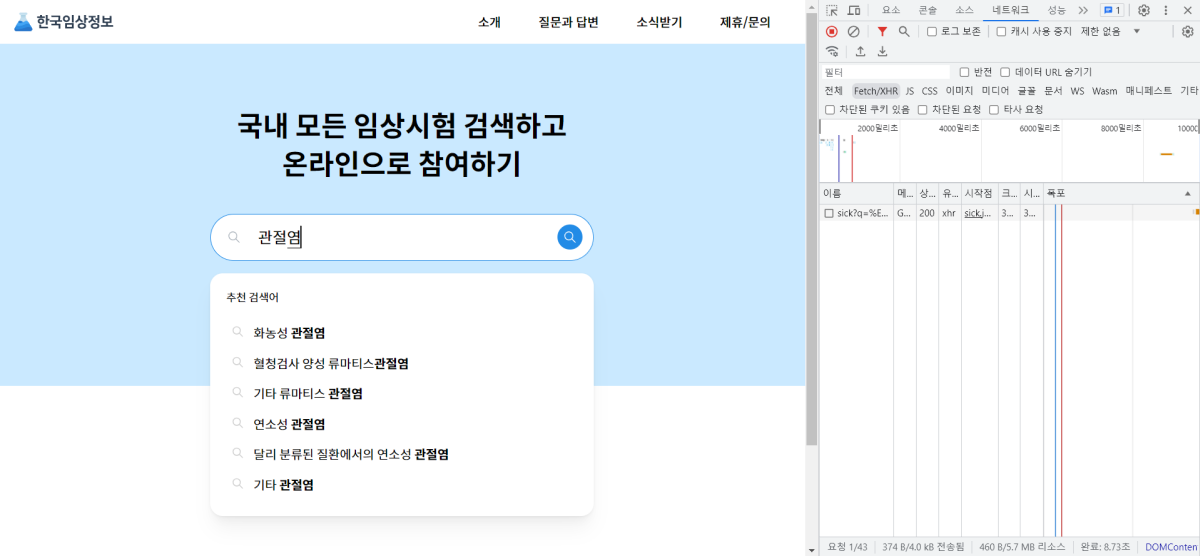 한국임상정보
소개 질문과 답변 소식받기 제휴/문의
국내 모든 임상시험 검색하고
온라인으로 참여하기
관절염
추천 검색어
화농성 관절염
혈청검사 양성 류마티스관절염
기타 류마티스 관절염
연소성 관절염
달리 분류된 질환에서의 연소성 관절염
기타 관절염
요소 콘솔 소스 네트워크 성능 1
로그 보존 캐시 사용 중지 제한 없음
필터 반전 데이터 URL 숨기기
전체 Fetch/XHR JS CSS 이미지 미디어 글꼴 문서 WS Wasm 매니페스트 기타
차단된 쿠키 있음 차단된 요청 타사 요청
2000밀리초 4000밀리초 6000밀리초 8000밀리초 10000
이름 메... 상... 유... 시작점 크... 시... 폭포
sick?q=%E... G... 200 xhr sick.j... 3... 3...
요청 1/43 374 B/4.0 kB 전송됨 460 B/5.7 MB 리소스 완료: 8.73초 DOMConten